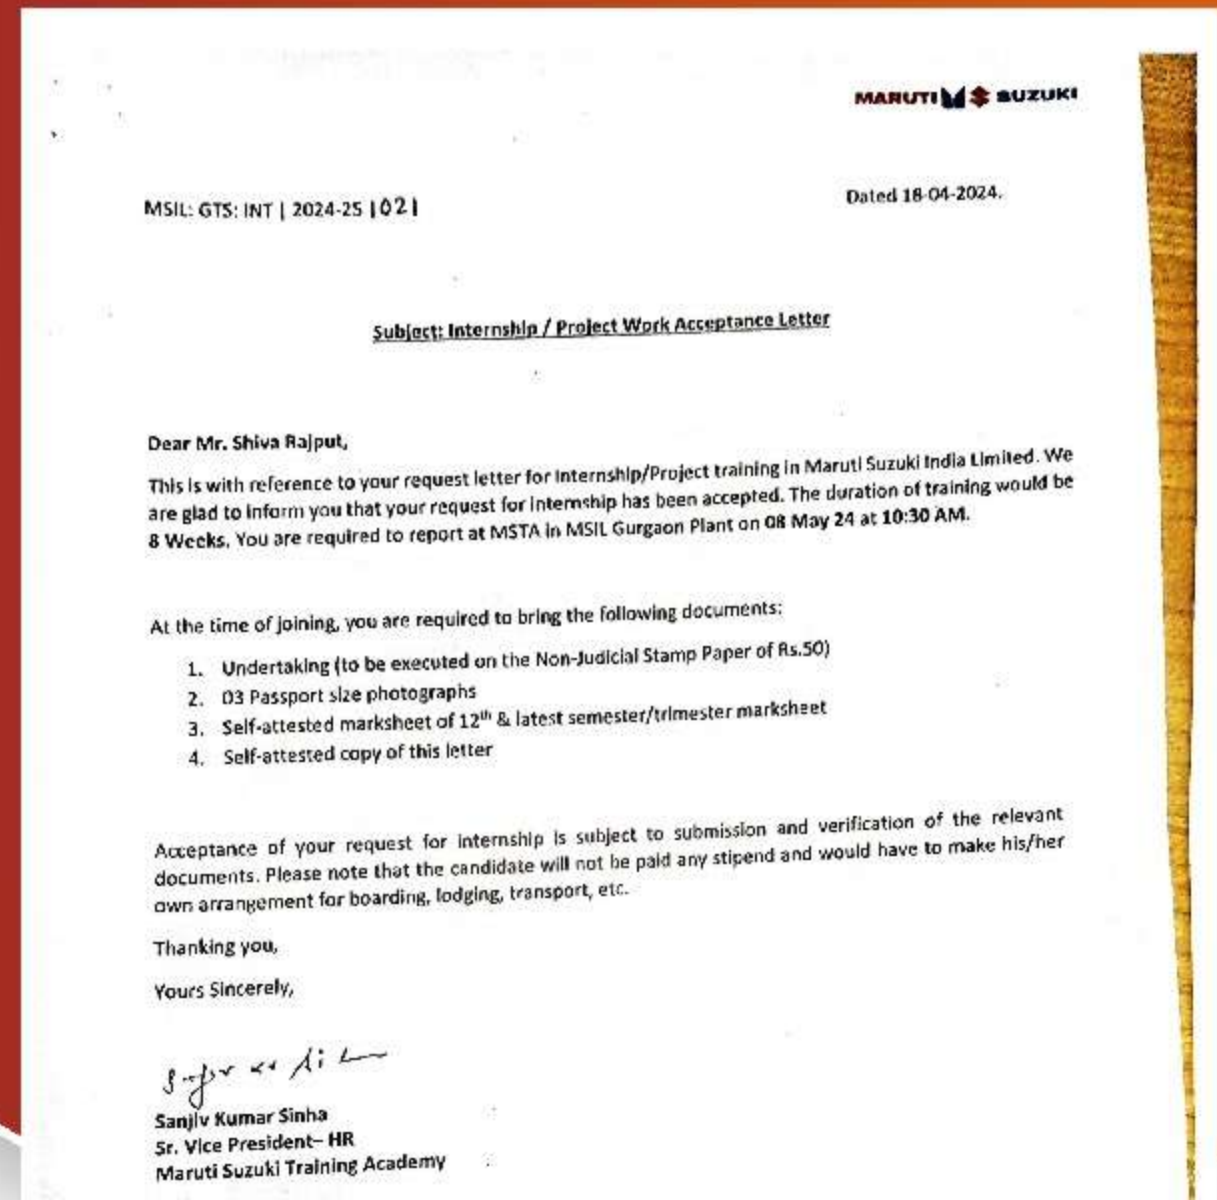 MARUTI SUZUKI
MSIL: GTS: INT | 2024-25 |021
Dated 18-04-2024.
Subject: Internship / Project Work Acceptance Letter
Dear Mr. Shiva Rajput,
This is with reference to your request letter for Internship/Project training in Maruti Suzuki India Limited. We
are glad to inform you that your request for internship has been accepted. The duration of training would be
8 Weeks. You are required to report at MSTA in MSIL Gurgaon Plant on 08 May 24 at 10:30 AM.
At the time of joining, you are required to bring the following documents:
1. Undertaking (to be executed on the Non-Judicial Stamp Paper of Rs.50)
2. 03 Passport size photographs
3. Self-attested marksheet of 12th & latest semester/trimester marksheet
4. Self-attested copy of this letter
Acceptance of your request for internship is subject to submission and verification of the relevant
documents. Please note that the candidate will not be paid any stipend and would have to make his/her
own arrangement for boarding, lodging, transport, etc.
Thanking you,
Yours Sincerely,
Sanjiv Kumar Sinha
Sr. Vice President– HR
Maruti Suzuki Training Academy